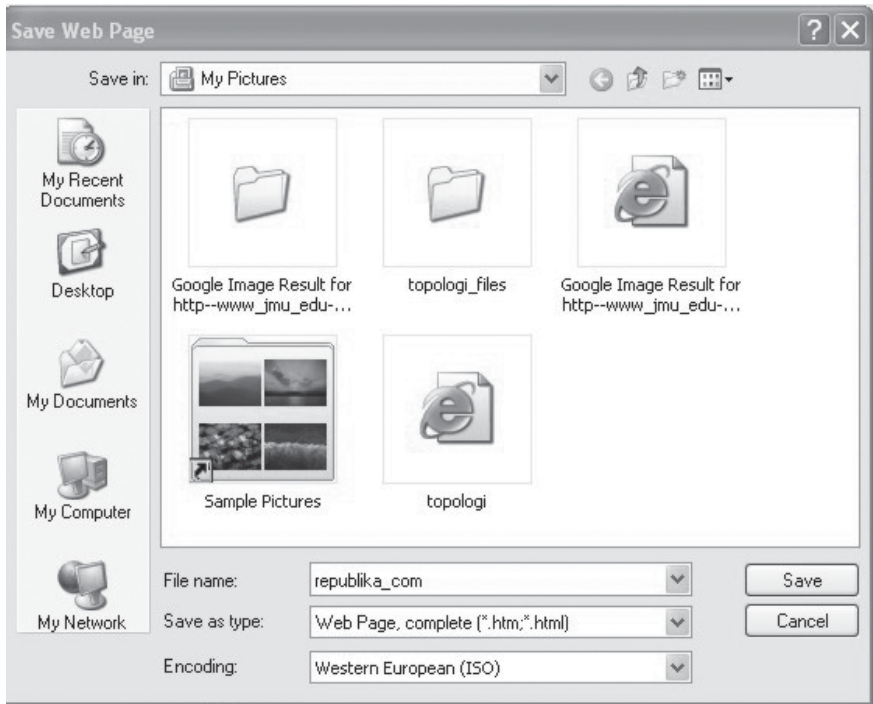 Save Web Page
Save in: My Pictures
My Recent
Documents
Desktop
My Documents
My Computer
My Network
Google Image Result for
http--www_jmu_edu-...
topologi_files
Google Image Result for
http--www_jmu_edu-...
Sample Pictures
topologi
File name: republika_com Save
Save as type: Web Page, complete (*.htm;*.html) Cancel
Encoding: Western European (ISO)